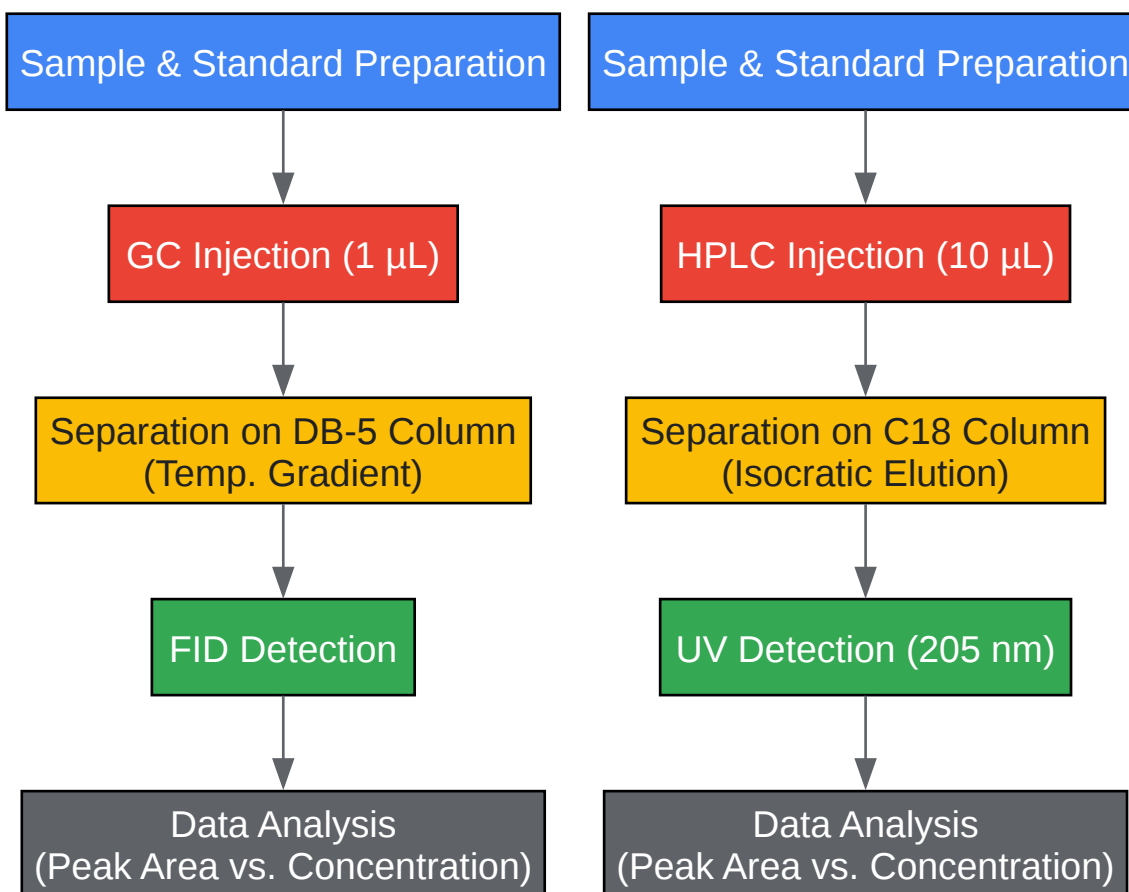 Sample & Standard Preparation
GC Injection (1 µL)
Separation on DB-5 Column
(Temp. Gradient)
FID Detection
Data Analysis
(Peak Area vs. Concentration)
Sample & Standard Preparation
HPLC Injection (10 µL)
Separation on C18 Column
(Isocratic Elution)
UV Detection (205 nm)
Data Analysis
(Peak Area vs. Concentration)